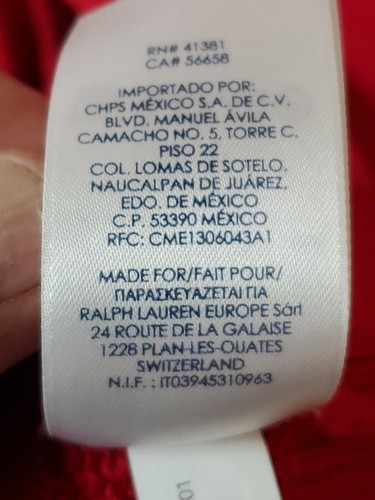 RN# 41381
CA# 56658
IMPORTADO POR:
CHPS MÉXICO S.A. DE C.V.
BLVD. MANUEL ÁVILA
CAMACHO NO. 5, TORRE C,
PISO 22
COL. LOMAS DE SOTELO,
NAUCALPAN DE JUÁREZ,
EDO. DE MÉXICO
C.P. 53390 MÉXICO
RFC: CME1306043A1
MADE FOR/FAIT POUR/
ΠΑΡΑΣΚΕΥΑΖΕΤΑΙ ΓΙΑ
RALPH LAUREN EUROPE Sàrl
24 ROUTE DE LA GALAISE
1228 PLAN-LES-OUATES
SWITZERLAND
N.I.F. : IT03945310963